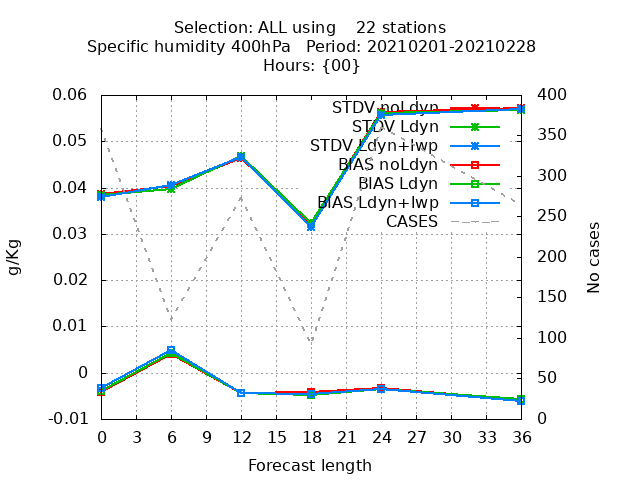 Selection: ALL using    22 stations
Specific humidity 400hPa   Period: 20210201-20210228
Hours: {00}
0.06
0.05
0.04
0.03
0.02
0.01
0
-0.01
g/Kg
STDV noLdyn
STDV Ldyn
STDV Ldyn+lwp
BIAS noLdyn
BIAS Ldyn
BIAS Ldyn+lwp
CASES
400
350
300
250
200
150
100
50
0
No cases
0 3 6 9 12 15 18 21 24 27 30 33 36
Forecast length